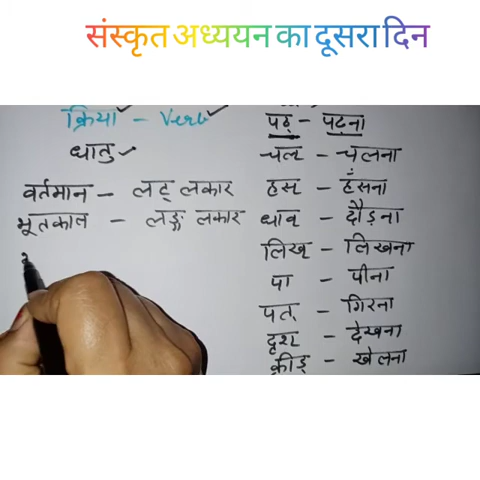 संस्कृत अध्ययन का दूसरा दिन
क्रिया - Verb
धातु
वर्तमान - लट् लकार
भूतकाल - लङ्ग लकार
पठ् - पढ़ना
चल - चलना
हस - हँसना
धाव् - दौड़ना
लिख् - लिखना
पा - पीना
पत् - गिरना
दृश - देखना
क्रीड् - खेलना